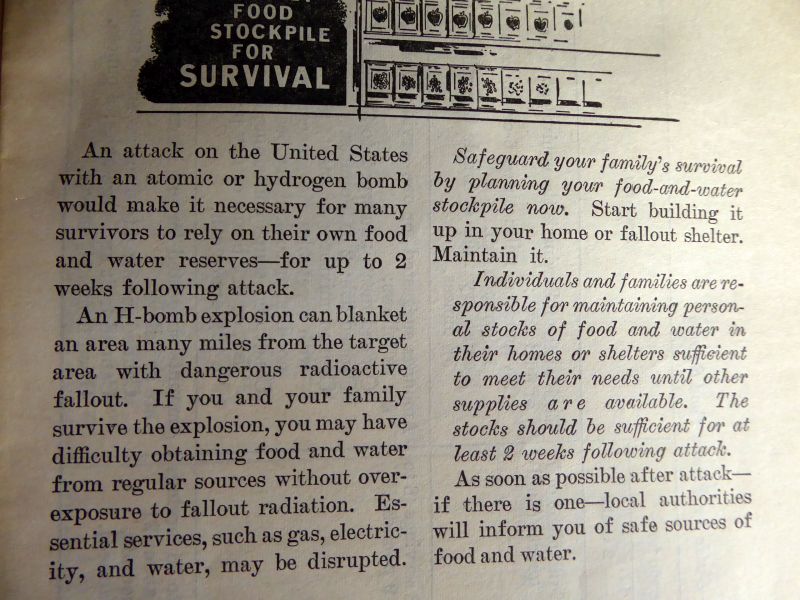 FOOD
STOCKPILE
FOR
SURVIVAL
An attack on the United States
with an atomic or hydrogen bomb
would make it necessary for many
survivors to rely on their own food
and water reserves—for up to 2
weeks following attack.
An H-bomb explosion can blanket
an area many miles from the target
area with dangerous radioactive
fallout. If you and your family
survive the explosion, you may have
difficulty obtaining food and water
from regular sources without over-
exposure to fallout radiation. Es-
sential services, such as gas, electric-
ity, and water, may be disrupted.
Safeguard your family's survival
by planning your food-and-water
stockpile now. Start building it
up in your home or fallout shelter.
Maintain it.
Individuals and families are re-
sponsible for maintaining person-
al stocks of food and water in
their homes or shelters sufficient
to meet their needs until other
supplies are available. The
stocks should be sufficient for at
least 2 weeks following attack.
As soon as possible after attack—
if there is one—local authorities
will inform you of safe sources of
food and water.